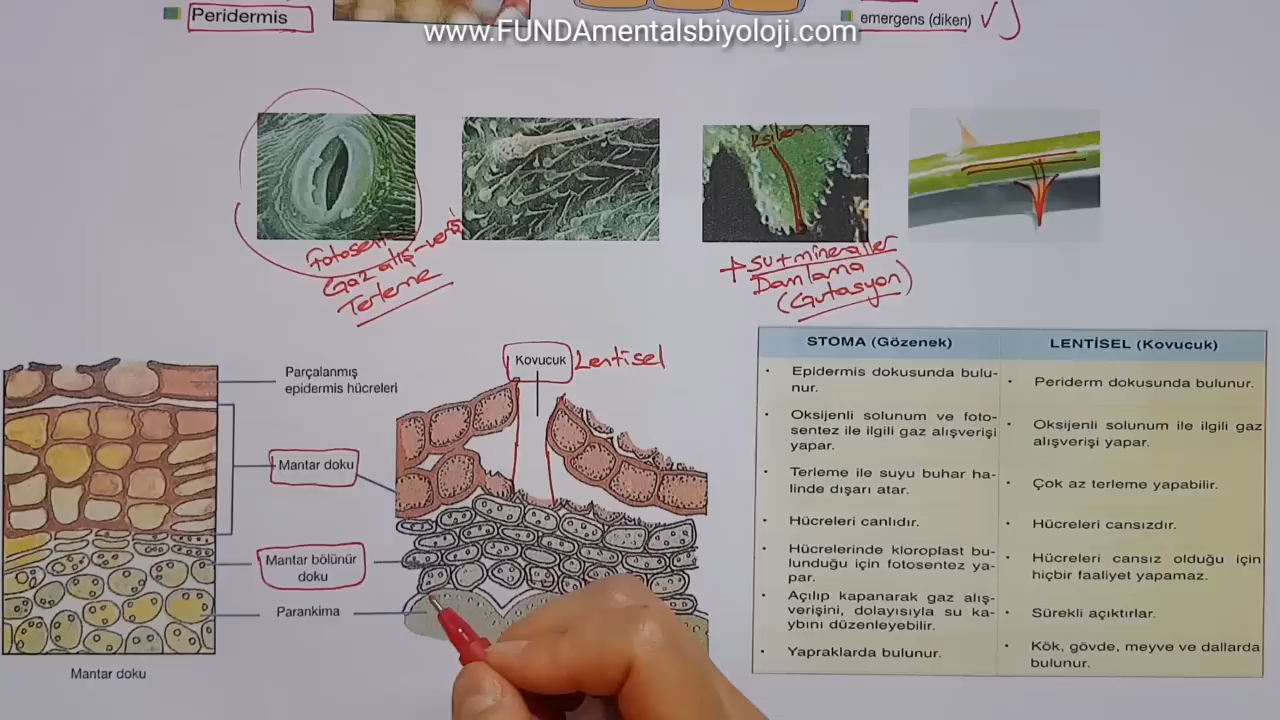 Peridermis
emergens (diken)
www.FUNDAmentalsbiyoloji.com
Fotosen
Gaz alış-veriş
Terleme
+ su + mineraller
Damlama
(Gutasyon)
Kovucuk Lentisel
Parçalanmış
epidermis hücreleri
Mantar doku
Mantar bölünür
doku
Parankima
Mantar doku
STOMA (Gözenek)
LENTİSEL (Kovucuk)
• Epidermis dokusunda bulu-
nur.
• Periderm dokusunda bulunur.
• Oksijenli solunum ve foto-
sentez ile ilgili gaz alışverişi
yapar.
• Oksijenli solunum ile ilgili gaz
alışverişi yapar.
• Terleme ile suyu buhar ha-
linde dışarı atar.
• Çok az terleme yapabilir.
• Hücreleri canlıdır.
• Hücreleri cansızdır.
• Hücrelerinde kloroplast bu-
lunduğu için fotosentez ya-
par.
• Hücreleri cansız olduğu için
hiçbir faaliyet yapamaz.
• Açılıp kapanarak gaz alış-
verişini, dolayısıyla su ka-
ybını düzenleyebilir.
• Sürekli açıktırlar.
• Yapraklarda bulunur.
• Kök, gövde, meyve ve dallarda
bulunur.